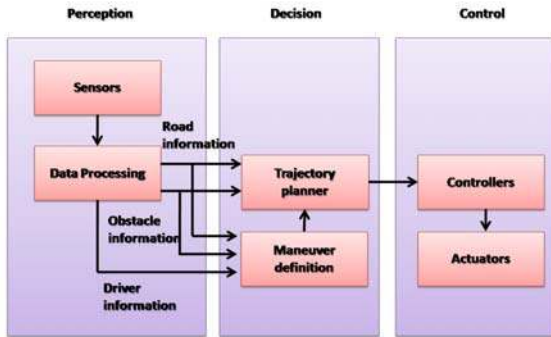 Perception
Decision
Control
Sensors
Road
information
Data Processing
Trajectory
planner
Controllers
Obstacle
information
Maneuver
definition
Actuators
Driver
information